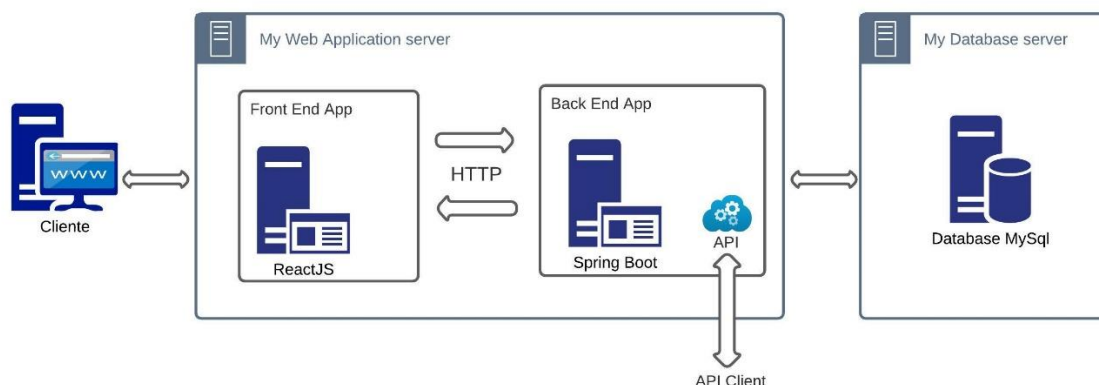 My Web Application server
My Database server
Front End App
Back End App
HTTP
www
Cliente
ReactJS
Spring Boot
API
Database MySql
API Client